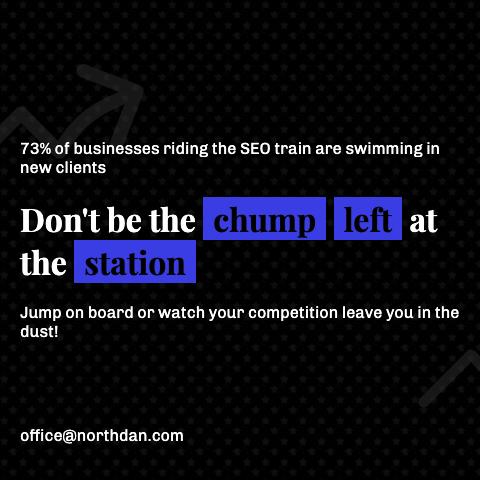 73% of businesses riding the SEO train are swimming in
new clients
Don't be the chump left at
the station
Jump on board or watch your competition leave you in the
dust!
office@northdan.com